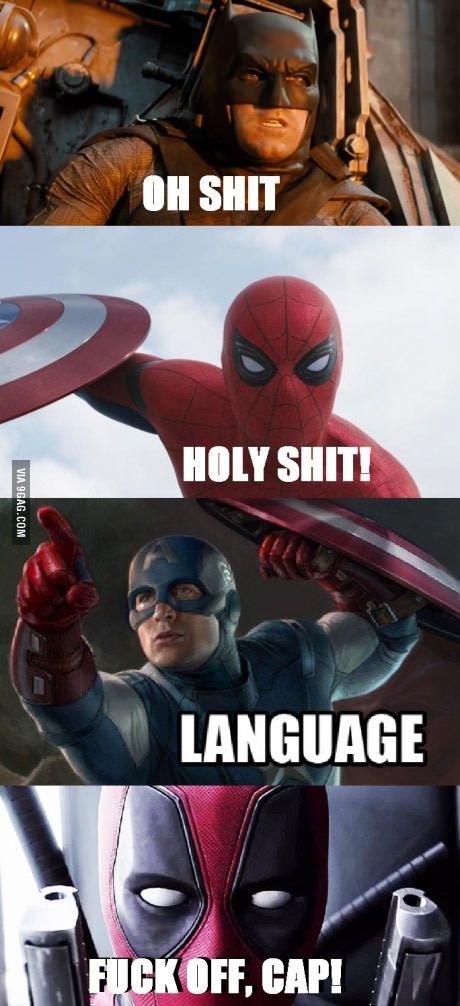 OH SHIT
HOLY SHIT!
VIA 9GAG.COM
LANGUAGE
FUCK OFF, CAP!